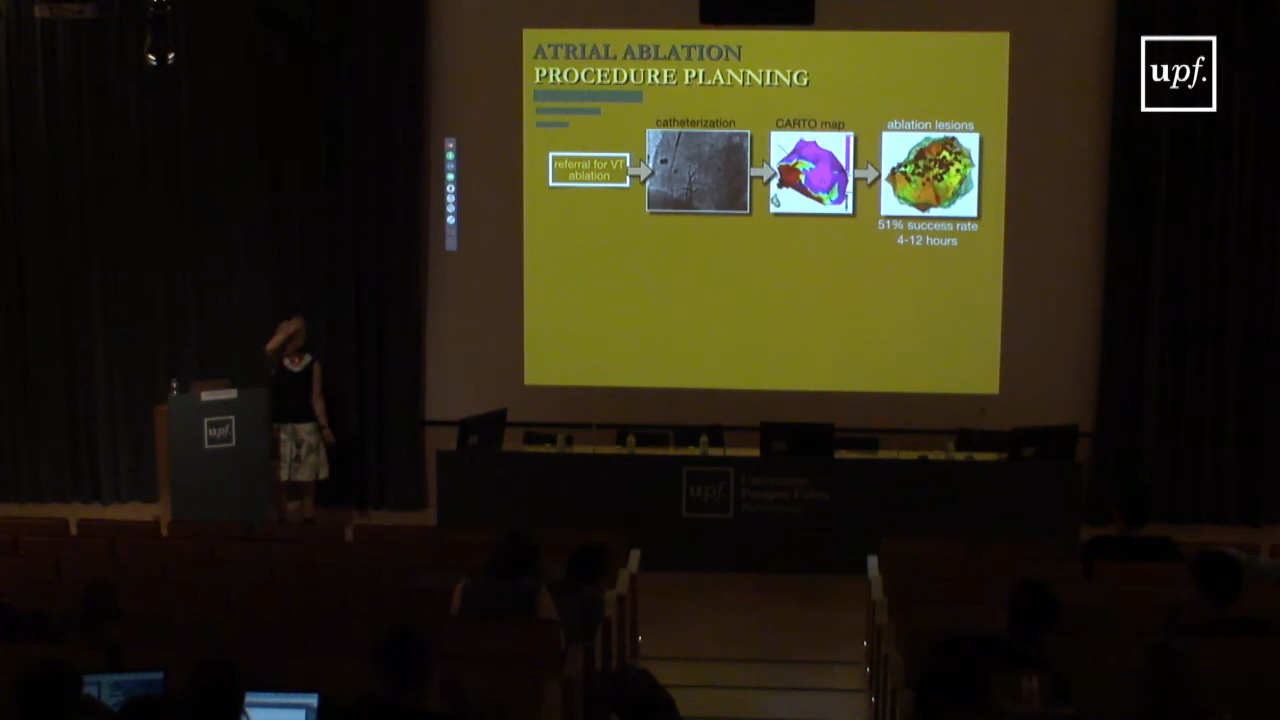 ATRIAL ABLATION
PROCEDURE PLANNING
catheterization
CARTO map
ablation lesions
referral for VT
ablation
51% success rate
4-12 hours
upf.
upf.
upf.